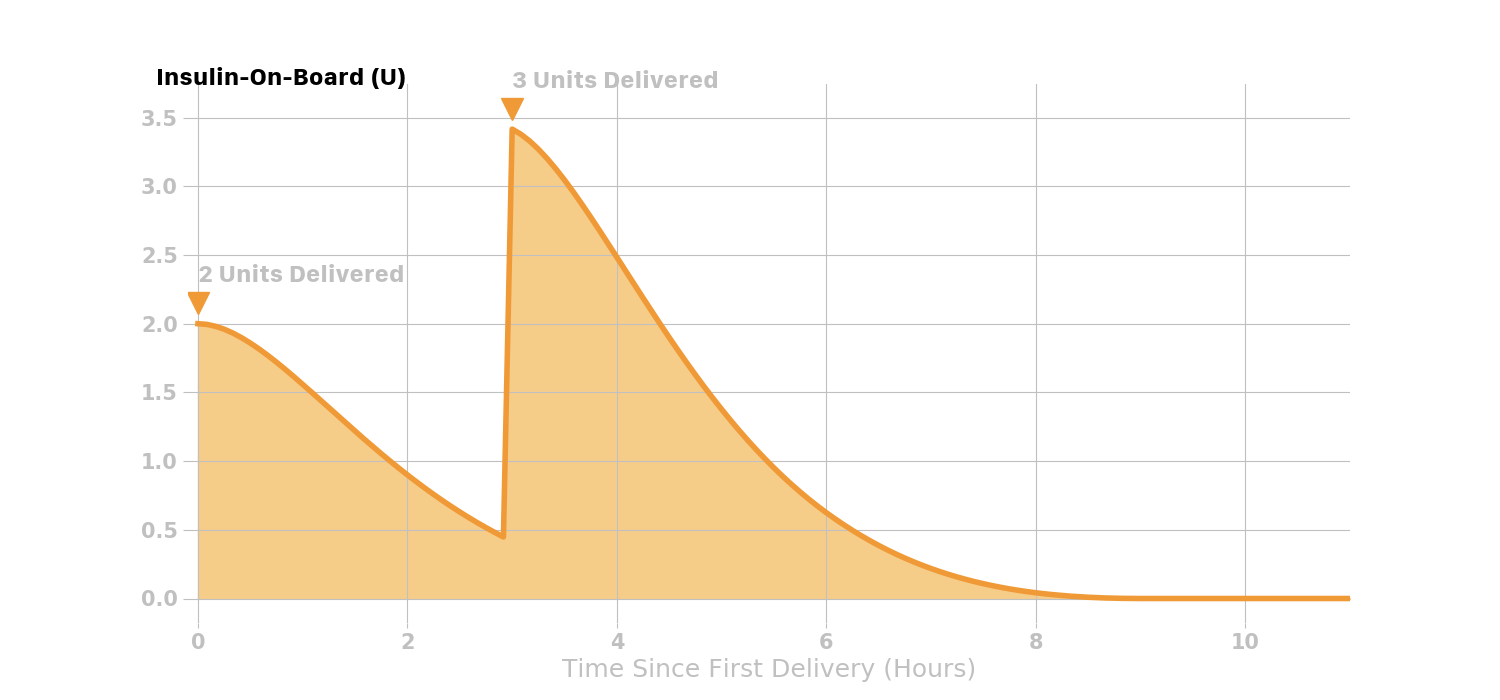 Insulin-On-Board (U)
3 Units Delivered
3.5
3.0
2.5
2 Units Delivered
2.0
1.5
1.0
0.5
0.0
0 2 4 6 8 10
Time Since First Delivery (Hours)